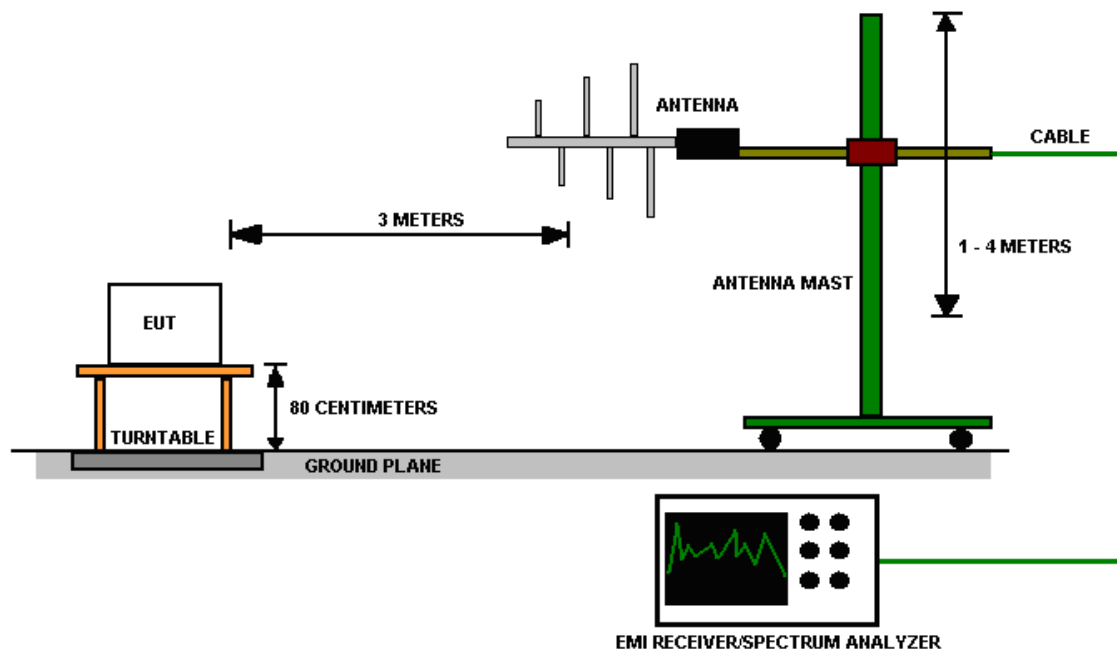 ANTENNA
CABLE
3 METERS
1 - 4 METERS
ANTENNA MAST
EUT
80 CENTIMETERS
TURNTABLE
GROUND PLANE
EMI RECEIVER/SPECTRUM ANALYZER